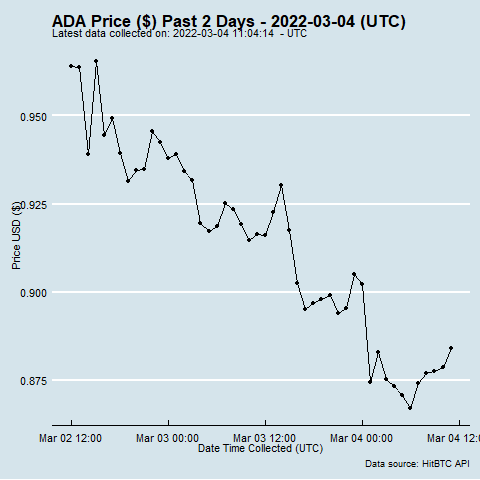 ADA Price ($) Past 2 Days - 2022-03-04 (UTC)
Latest data collected on: 2022-03-04 11:04:14 - UTC
Price USD ($)
0.950
0.925
0.900
0.875
Mar 02 12:00 Mar 03 00:00 Mar 03 12:00 Mar 04 00:00 Mar 04 12:
Date Time Collected (UTC)
Data source: HitBTC API